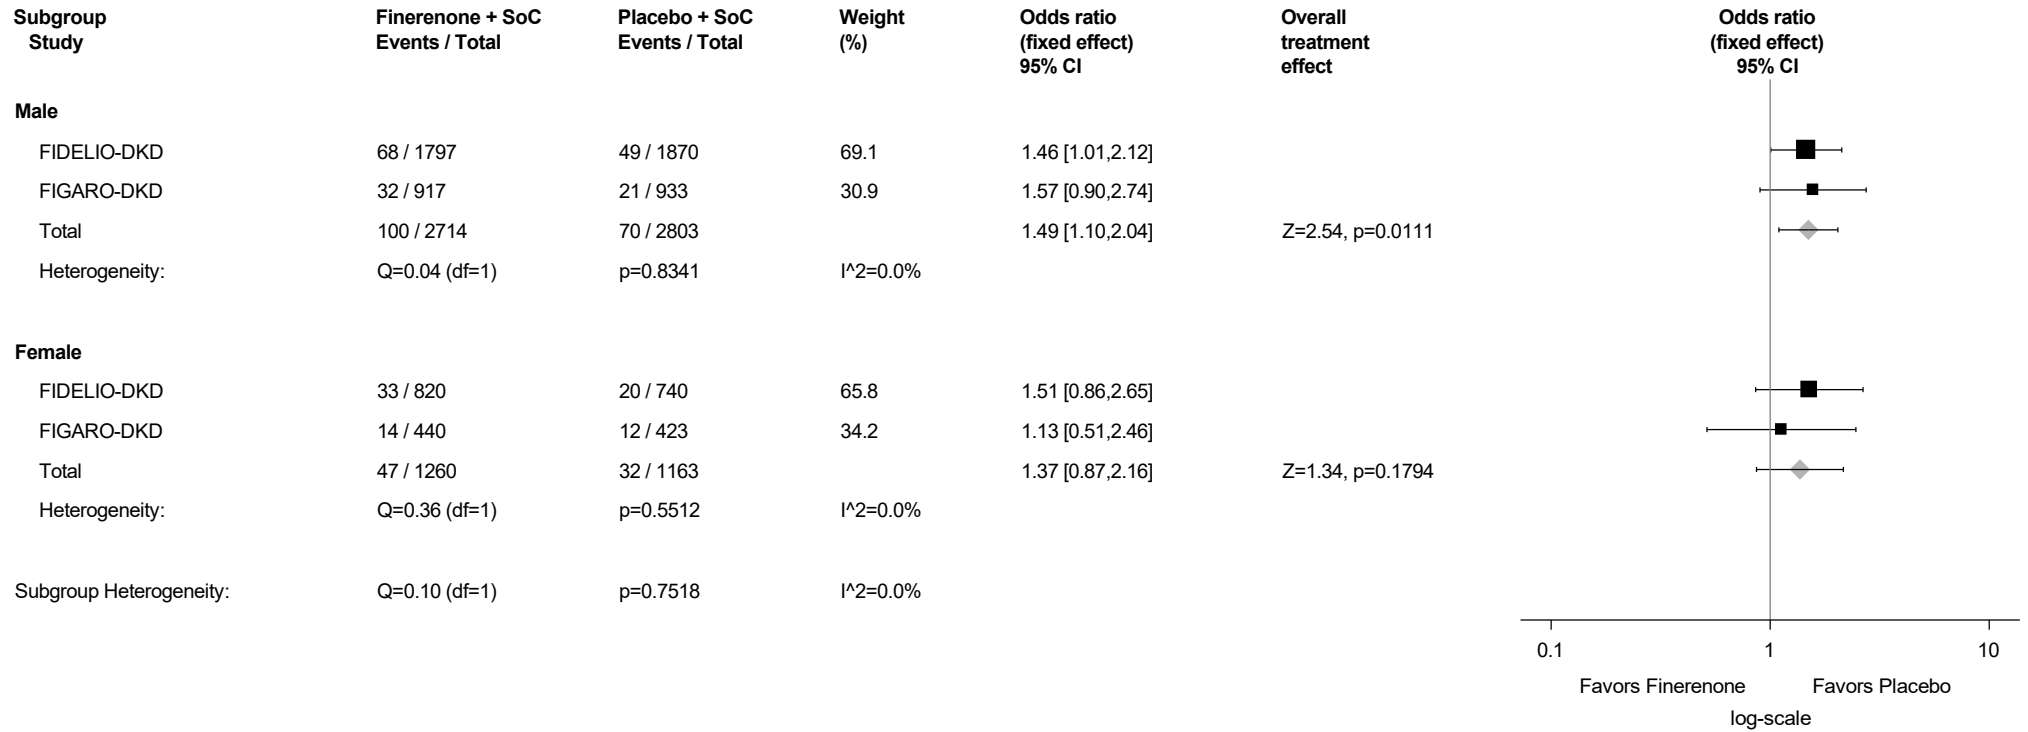 Subgroup Finerenone + SoC Placebo + SoC Weight Odds ratio Overall Odds ratio
Study Events / Total Events / Total (%) (fixed effect) treatment (fixed effect)
95% CI effect 95% CI
Male
FIDELIO-DKD 68 / 1797 49 / 1870 69.1 1.46 [1.01,2.12]
FIGARO-DKD 32 / 917 21 / 933 30.9 1.57 [0.90,2.74]
Total 100 / 2714 70 / 2803 1.49 [1.10,2.04] Z=2.54, p=0.0111
Heterogeneity: Q=0.04 (df=1) p=0.8341 I^2=0.0%
Female
FIDELIO-DKD 33 / 820 20 / 740 65.8 1.51 [0.86,2.65]
FIGARO-DKD 14 / 440 12 / 423 34.2 1.13 [0.51,2.46]
Total 47 / 1260 32 / 1163 1.37 [0.87,2.16] Z=1.34, p=0.1794
Heterogeneity: Q=0.36 (df=1) p=0.5512 I^2=0.0%
Subgroup Heterogeneity: Q=0.10 (df=1) p=0.7518 I^2=0.0%
0.1 1 10
Favors Finerenone Favors Placebo
log-scale